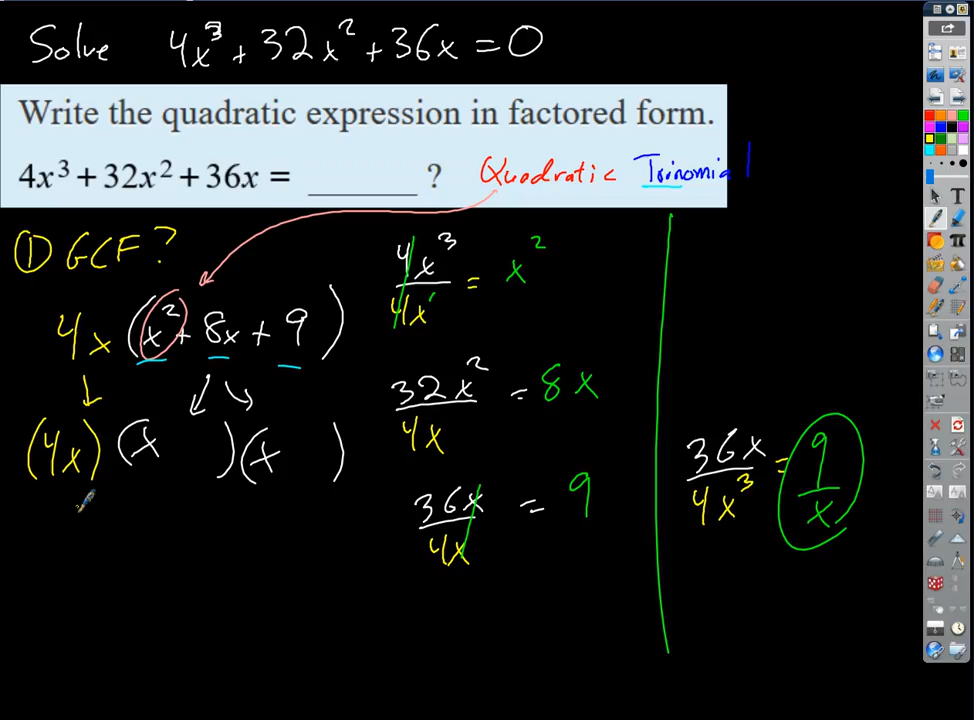 Solve 4x³ + 32x² + 36x = 0
Write the quadratic expression in factored form.
4x³ + 32x² + 36x = ________ ?
Quadratic Trinomial
① GCF?
4x (x² + 8x + 9)
(4x) (x )(x )
4x³ / 4x¹ = x²
32x² / 4x = 8x
36x / 4x = 9
36x / 4x³ = 9 / x
T